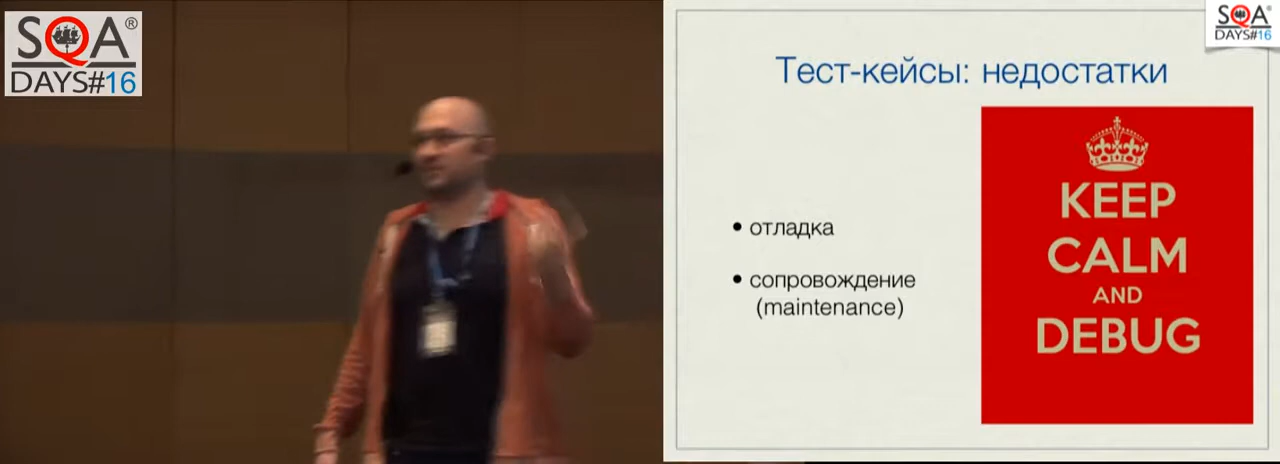 SQA®
DAYS#16
Тест-кейсы: недостатки
• отладка
• сопровождение
(maintenance)
KEEP
CALM
AND
DEBUG
SQA®
DAYS#16